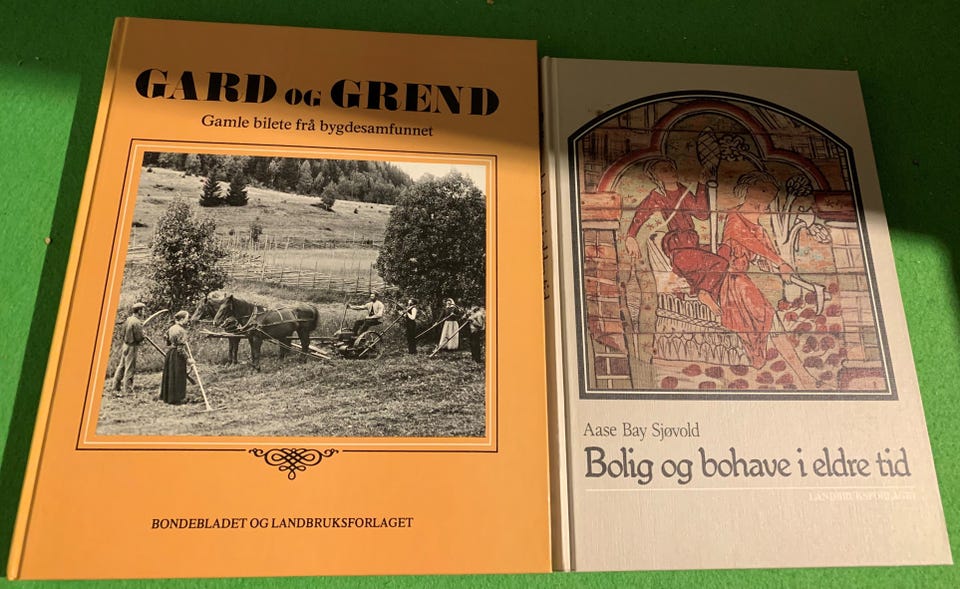 GARD OG GREND
Gamle bilete frå bygdesamfunnet
BONDEBLADET OG LANDBRUKSFORLAGET
Aase Bay Sjøvold
Bolig og bohave i eldre tid
LANDBRUKSFORLAGET